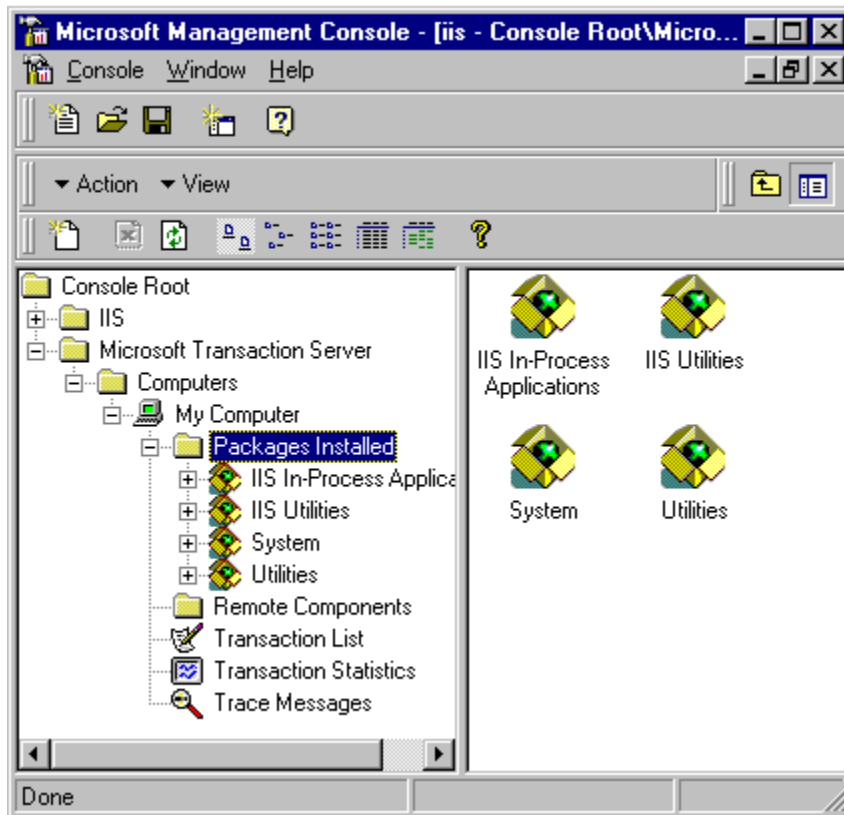 Microsoft Management Console - [iis - Console Root\Micro...
Console Window Help
Action View
Console Root
IIS
Microsoft Transaction Server
Computers
My Computer
Packages Installed
IIS In-Process Applica
IIS Utilities
System
Utilities
Remote Components
Transaction List
Transaction Statistics
Trace Messages
IIS In-Process
Applications
IIS Utilities
System
Utilities
Done